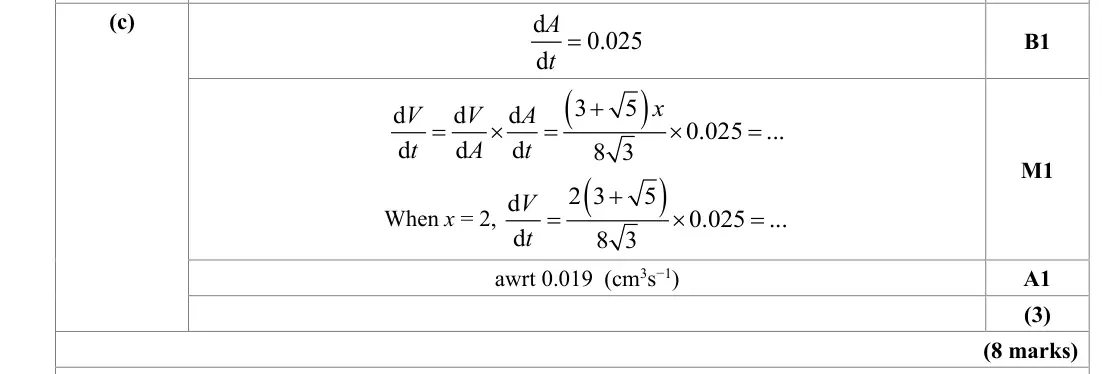 (c)
dA/dt = 0.025
B1
dV/dt = dV/dA × dA/dt = (3 + √5)x / 8√3 × 0.025 = ...
When x = 2, dV/dt = 2(3 + √5) / 8√3 × 0.025 = ...
M1
awrt 0.019 (cm³s⁻¹)
A1
(3)
(8 marks)